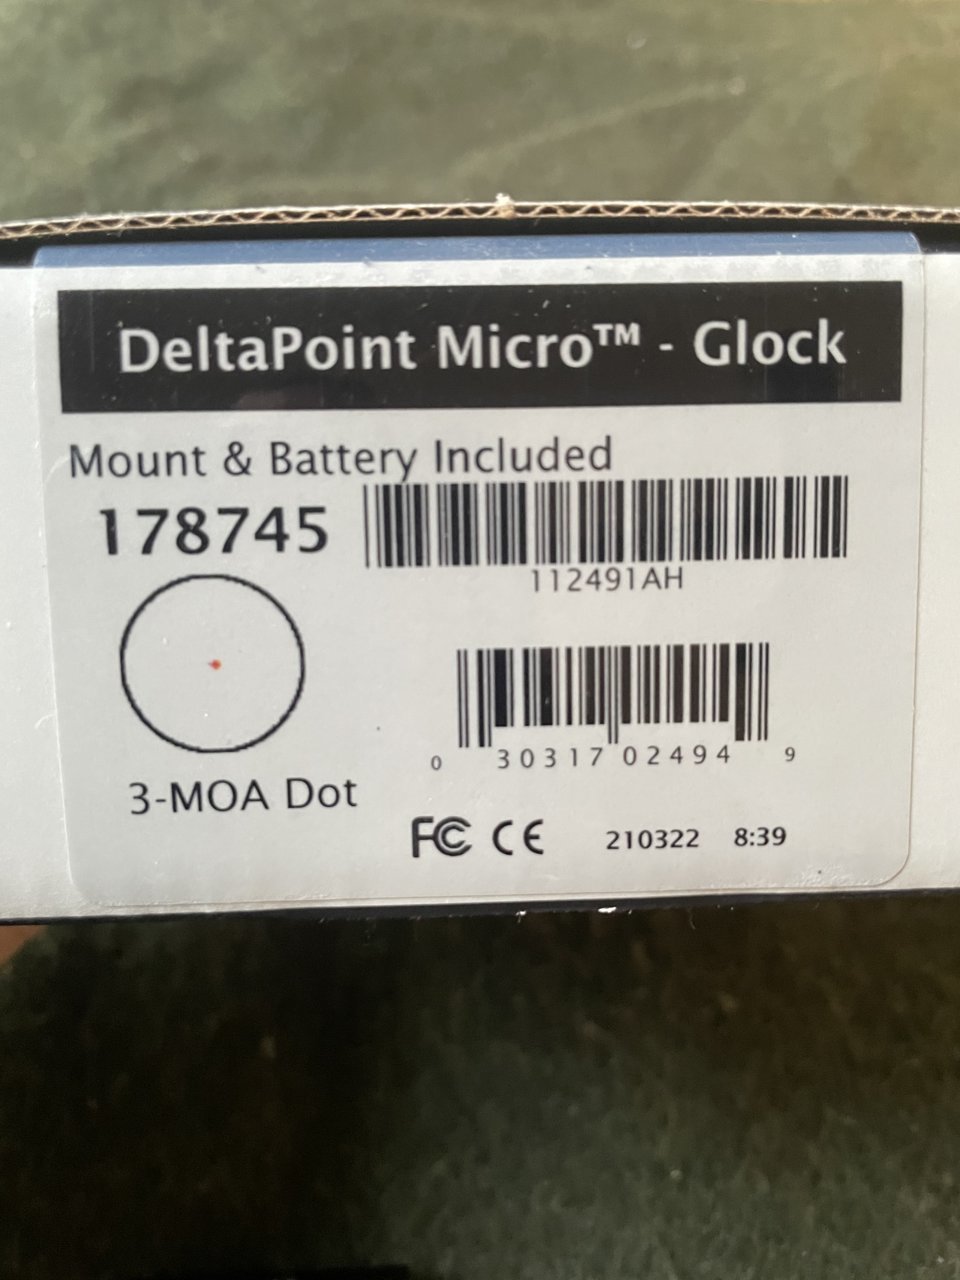 DeltaPoint Micro™ - Glock
Mount & Battery Included
178745
112491AH
3-MOA Dot
0 30317 02494 9
FC CE 210322 8:39